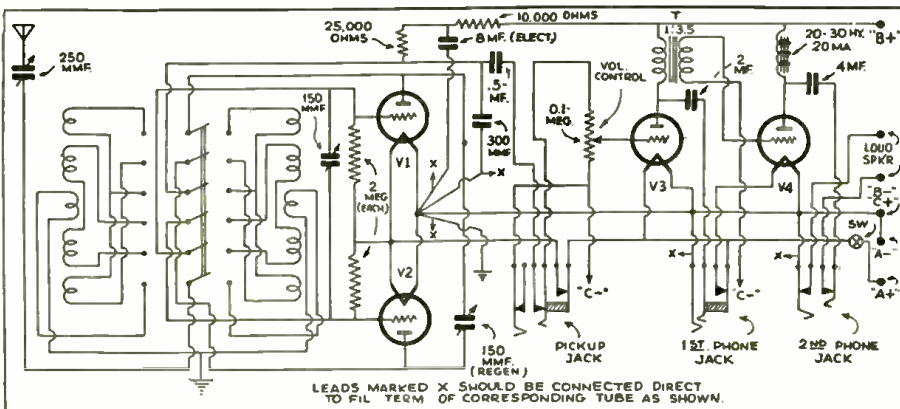 10,000 OHMS
25,000
OHMS
8 MF. (ELECT.)
T
1:3.5
20-30 HY.
20 MA
"B+"
250
MMF.
.5-
MF.
VOL.
CONTROL
2
MF.
4 MF.
150
MMF.
0.1-
MEG.
300
MMF
LOUD
SPK'R
V1
X
X
V3
V4
"B-"
"C+"
2
MEG
(EACH)
X
SW.
V2
X
X
"A-"
"C-"
"C-"
"A+"
150
MMF.
(REGEN)
PICKUP
JACK
1ST. PHONE
JACK
2ND PHONE
JACK
LEADS MARKED X SHOULD BE CONNECTED DIRECT
TO FIL TERM OF CORRESPONDING TUBE AS SHOWN.